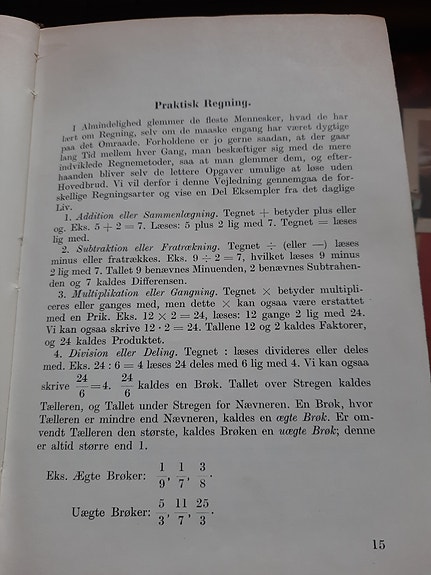 Praktisk Regning.
I Almindelighed glemmer de fleste Mennesker, hvad de har
lært om Regning, selv om de maaske engang har været dygtige
paa det Omraade. Forholdene er jo gerne saadan, at der gaar
lang Tid mellem hver Gang, man beskæftiger sig med de mere
indviklede Regnemetoder, saa at man glemmer dem, og efter-
haanden bliver selv de lettere Opgaver umulige at løse uden
Hovedbrud. Vi vil derfor i denne Vejledning gennemgaa de for-
skellige Regningsarter og vise en Del Eksempler fra det daglige
Liv.
1. Addition eller Sammenlægning. Tegnet + betyder plus eller
og. Eks. 5 + 2 = 7. Læses: 5 plus 2 lig med 7. Tegnet = læses
lig med.
2. Subtraktion eller Fratrækning. Tegnet ÷ (eller —) læses
minus eller fratrækkes. Eks. 9 ÷ 2 = 7, hvilket læses 9 minus
2 lig med 7. Tallet 9 benævnes Minuenden, 2 benævnes Subtrahen-
den og 7 kaldes Differensen.
3. Multiplikation eller Gangning. Tegnet × betyder multipli-
ceres eller ganges med, men dette × kan ogsaa være erstattet
med en Prik. Eks. 12 × 2 = 24, læses: 12 gange 2 lig med 24.
Vi kan ogsaa skrive 12 · 2 = 24. Tallene 12 og 2 kaldes Faktorer,
og 24 kaldes Produktet.
4. Division eller Deling. Tegnet : læses divideres eller deles
med. Eks. 24 : 6 = 4 læses 24 deles med 6 lig med 4. Vi kan ogsaa
skrive 24/6 = 4. 24/6 kaldes en Brøk. Tallet over Stregen kaldes
Tælleren, og Tallet under Stregen for Nævneren. En Brøk, hvor
Tælleren er mindre end Nævneren, kaldes en ægte Brøk. Er om-
vendt Tælleren den største, kaldes Brøken en uægte Brøk; denne
er altid større end 1.
Eks. Ægte Brøker: 1/9, 1/7, 3/8.
Uægte Brøker: 5/3, 11/7, 25/3.
15